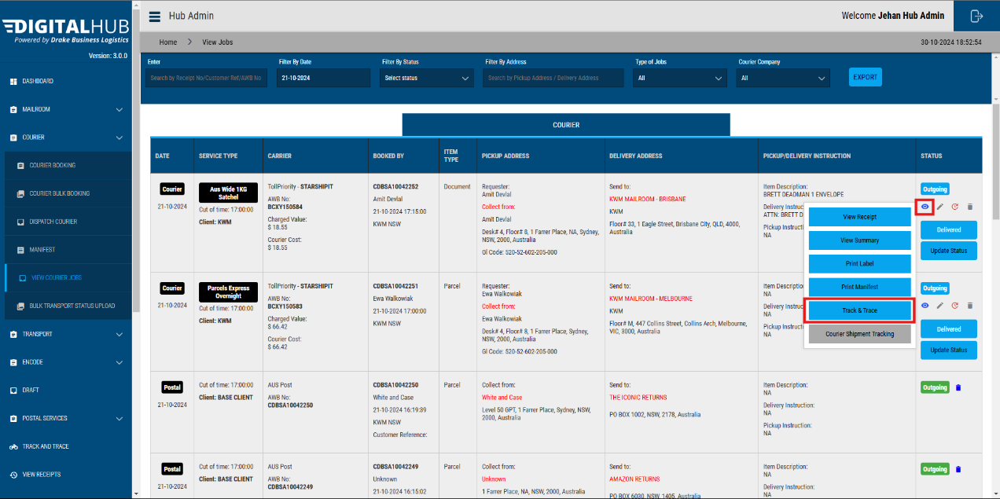 DIGITALHUB
Powered by Drake Business Logistics
Version: 3.0.0
DASHBOARD
MAILROOM
COURIER
COURIER BOOKING
COURIER BULK BOOKING
DISPATCH COURIER
MANIFEST
VIEW COURIER JOBS
BULK TRANSPORT STATUS UPLOAD
TRANSPORT
ENCODE
DRAFT
POSTAL SERVICES
TRACK AND TRACE
VIEW RECEIPTS
Hub Admin
Welcome Jehan Hub Admin
Home > View Jobs
30-10-2024 18:52:54
Enter
Search by Receipt No/Customer Ref/AWB No
Filter By Date
21-10-2024
Filter By Status
Select status
Filter By Address
Search by Pickup Address / Delivery Address
Type of Jobs
All
Courier Company
All
EXPORT
COURIER
DATE
SERVICE TYPE
CARRIER
BOOKED BY
ITEM
TYPE
PICKUP ADDRESS
DELIVERY ADDRESS
PICKUP/DELIVERY INSTRUCTION
STATUS
Courier
21-10-2024
Aus Wide 1KG
Satchel
Cut of time: 17:00:00
Client: KWM
TollPriority - STARSHIPIT
AWB No:
BCXY150584
Charged Value:
$ 18.55
Courier Cost:
$ 18.55
CDBSA10042252
Amit Devlal
21-10-2024 17:15:00
KWM NSW
Document
Requester:
Amit Devlal
Collect from:
Amit Devlal
Desk# 4, Floor# 8, 1 Farrer Place, NA, Sydney,
NSW, 2000, Australia
Gl Code: 520-52-602-205-000
Send to:
KWM MAILROOM - BRISBANE
KWM
Floor# 33, 1 Eagle Street, Brisbane City, QLD, 4000,
Australia
Item Description:
BRETT DEADMAN 1 ENVELOPE
Delivery Instruc
ATTN: BRETT D
Pickup Instructi
NA
Outgoing
Delivered
Update Status
View Receipt
View Summary
Print Label
Print Manifest
Track & Trace
Courier Shipment Tracking
Courier
21-10-2024
Parcels Express
Overnight
Cut of time: 17:00:00
Client: KWM
TollPriority - STARSHIPIT
AWB No:
BCXY150583
Charged Value:
$ 66.42
Courier Cost:
$ 66.42
CDBSA10042251
Ewa Walkowiak
21-10-2024 17:00:00
KWM NSW
Parcel
Requester:
Ewa Walkowiak
Collect from:
Ewa Walkowiak
Desk# 4, Floor# 8, 1 Farrer Place, Sydney,
NSW, 2000, Australia
Gl Code: 520-52-602-205-000
Send to:
KWM MAILROOM - MELBOURNE
KWM
Floor# M, 447 Collins Street, Collins Arch, Melbourne,
VIC, 3000, Australia
Item Descriptio
NA
Delivery Instruc
NA
Pickup Instructi
NA
Outgoing
Delivered
Update Status
Postal
21-10-2024
Cut of time: 17:00:00
Client: BASE CLIENT
AUS Post
AWB No:
CDBSA10042250
CDBSA10042250
White and Case
21-10-2024 16:19:39
KWM NSW
Customer Reference:
Parcel
Collect from:
White and Case
Level 50 GPT, 1 Farrer Place, Sydney, NSW,
2000, Australia
Send to:
THE ICONIC RETURNS
PO BOX 1002, NSW, 2178, Australia
Item Description:
NA
Delivery Instruction:
NA
Pickup Instruction:
NA
Outgoing
Postal
21-10-2024
Cut of time: 17:00:00
Client: BASE CLIENT
AUS Post
AWB No:
CDBSA10042249
CDBSA10042249
Unknown
21-10-2024 16:15:02
Parcel
Collect from:
Unknown
1 Farrer Place, NA, NSW, 2000, Australia
Send to:
AMAZON RETURNS
PO BOX 6030, NSW, 1405, Australia
Item Description:
NA
Delivery Instruction:
NA
Outgoing